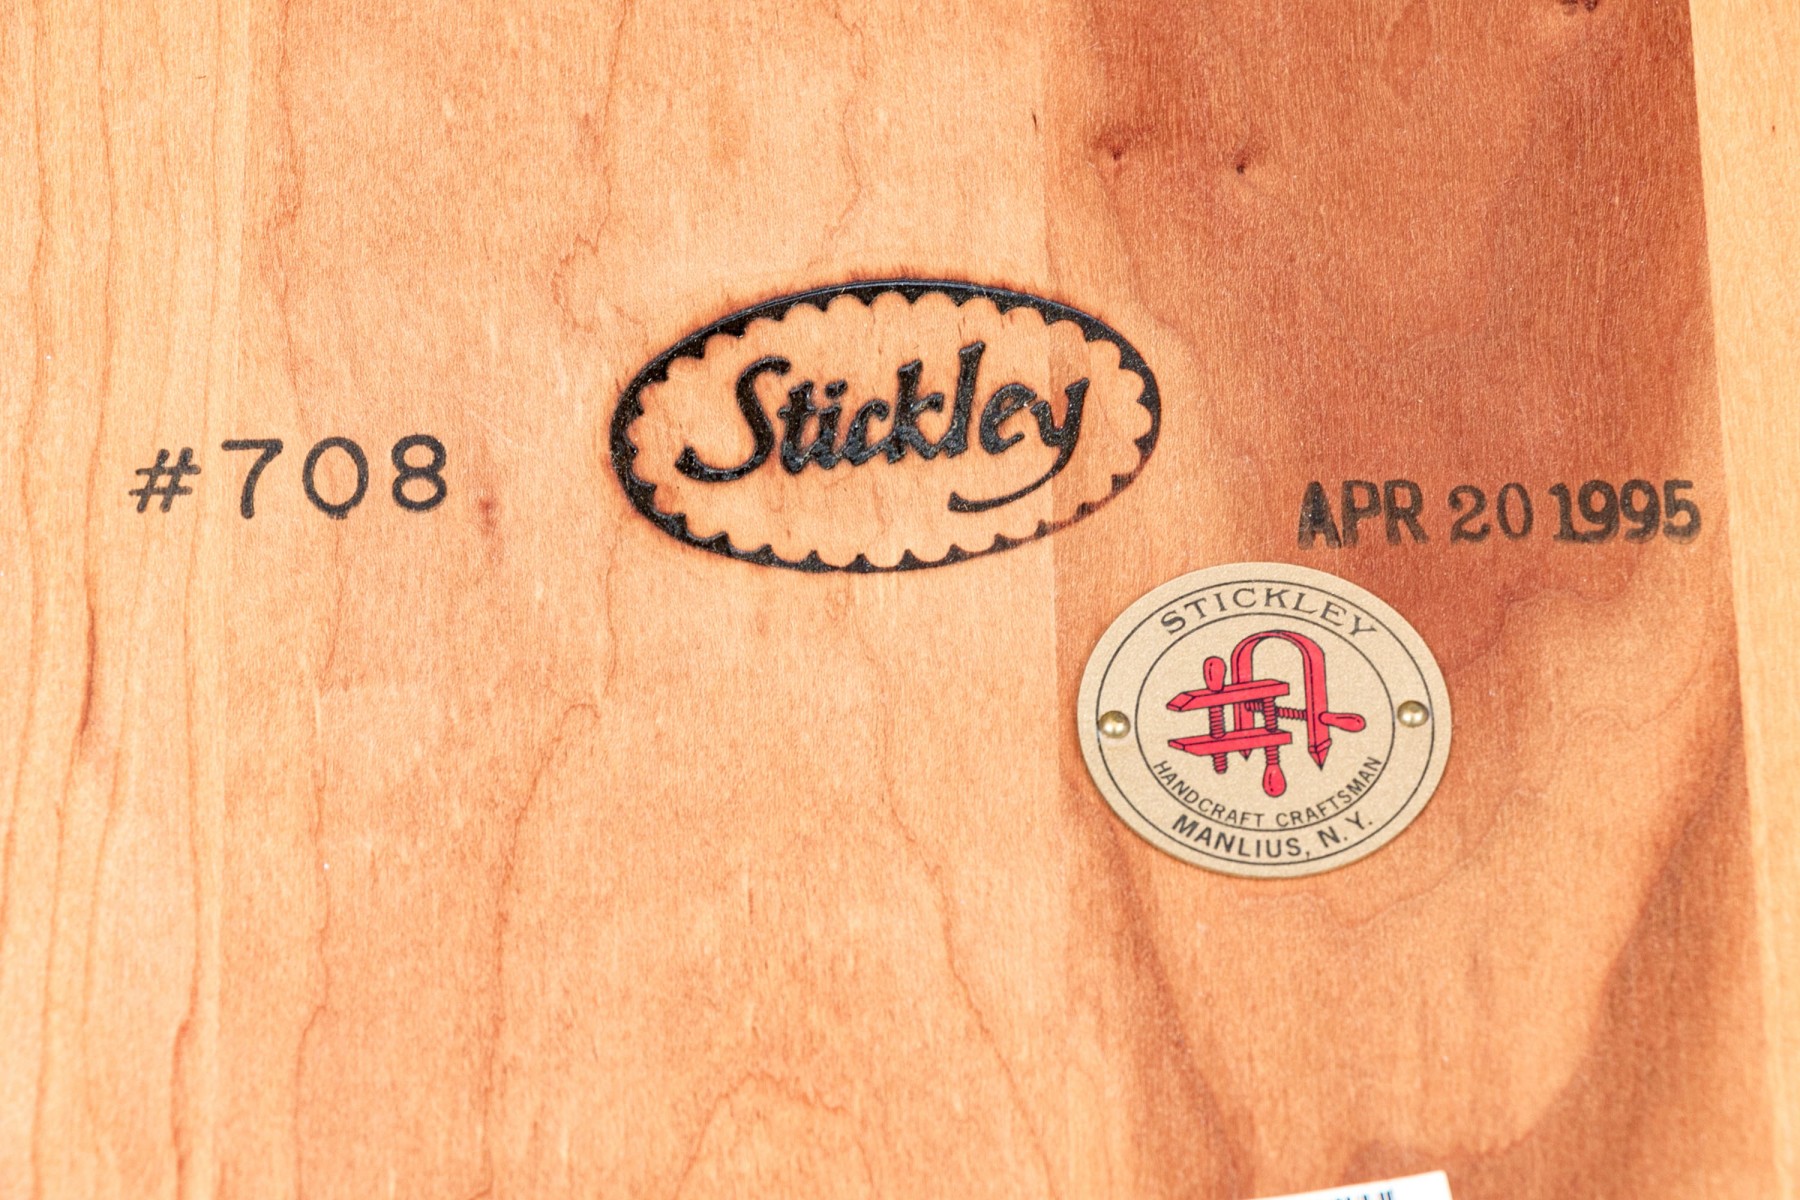 #708
Stickley
APR 20 1995
STICKLEY
HANDCRAFT CRAFTSMAN
MANLIUS, N.Y.